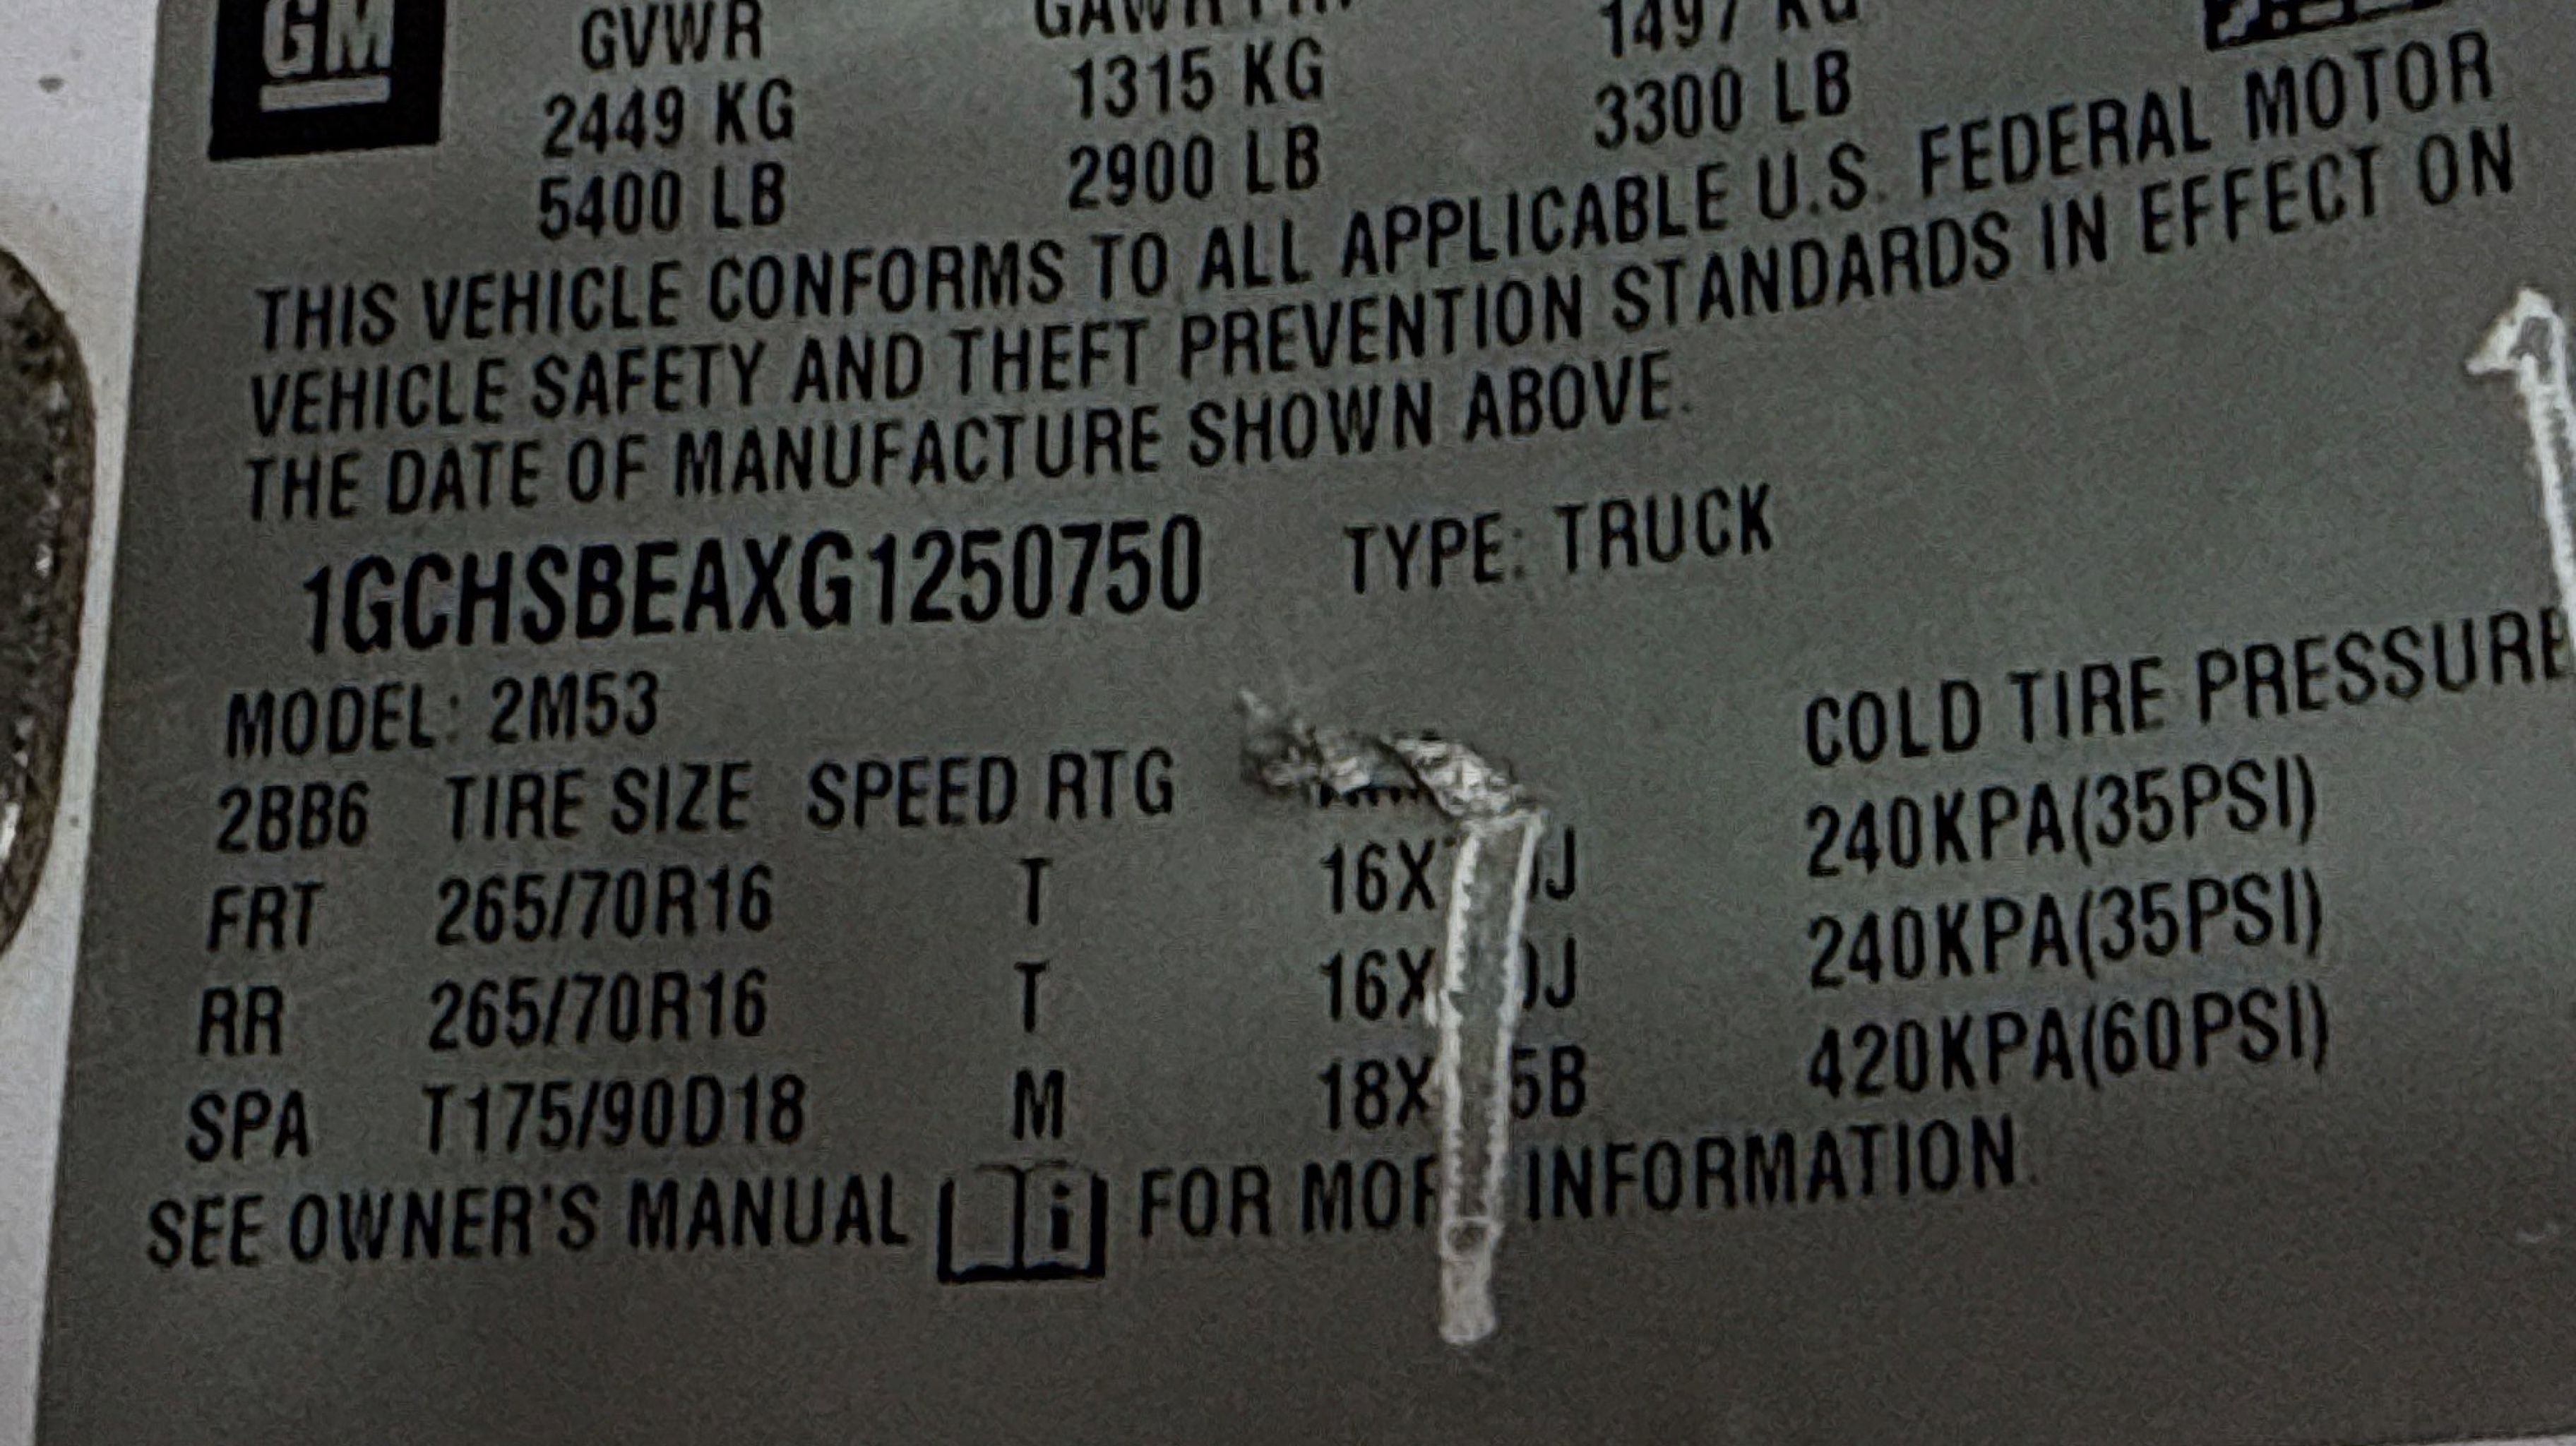 GM GVWR 1497 KG
2449 KG 1315 KG 3300 LB
5400 LB 2900 LB
THIS VEHICLE CONFORMS TO ALL APPLICABLE U.S. FEDERAL MOTOR
VEHICLE SAFETY AND THEFT PREVENTION STANDARDS IN EFFECT ON
THE DATE OF MANUFACTURE SHOWN ABOVE.
1GCHSBEAXG1250750 TYPE: TRUCK
MODEL: 2M53
2BB6 TIRE SIZE SPEED RTG COLD TIRE PRESSURE
FRT 265/70R16 T 240KPA(35PSI)
RR 265/70R16 T 240KPA(35PSI)
SPA T175/90D18 M 420KPA(60PSI)
SEE OWNER'S MANUAL i FOR INFORMATION.